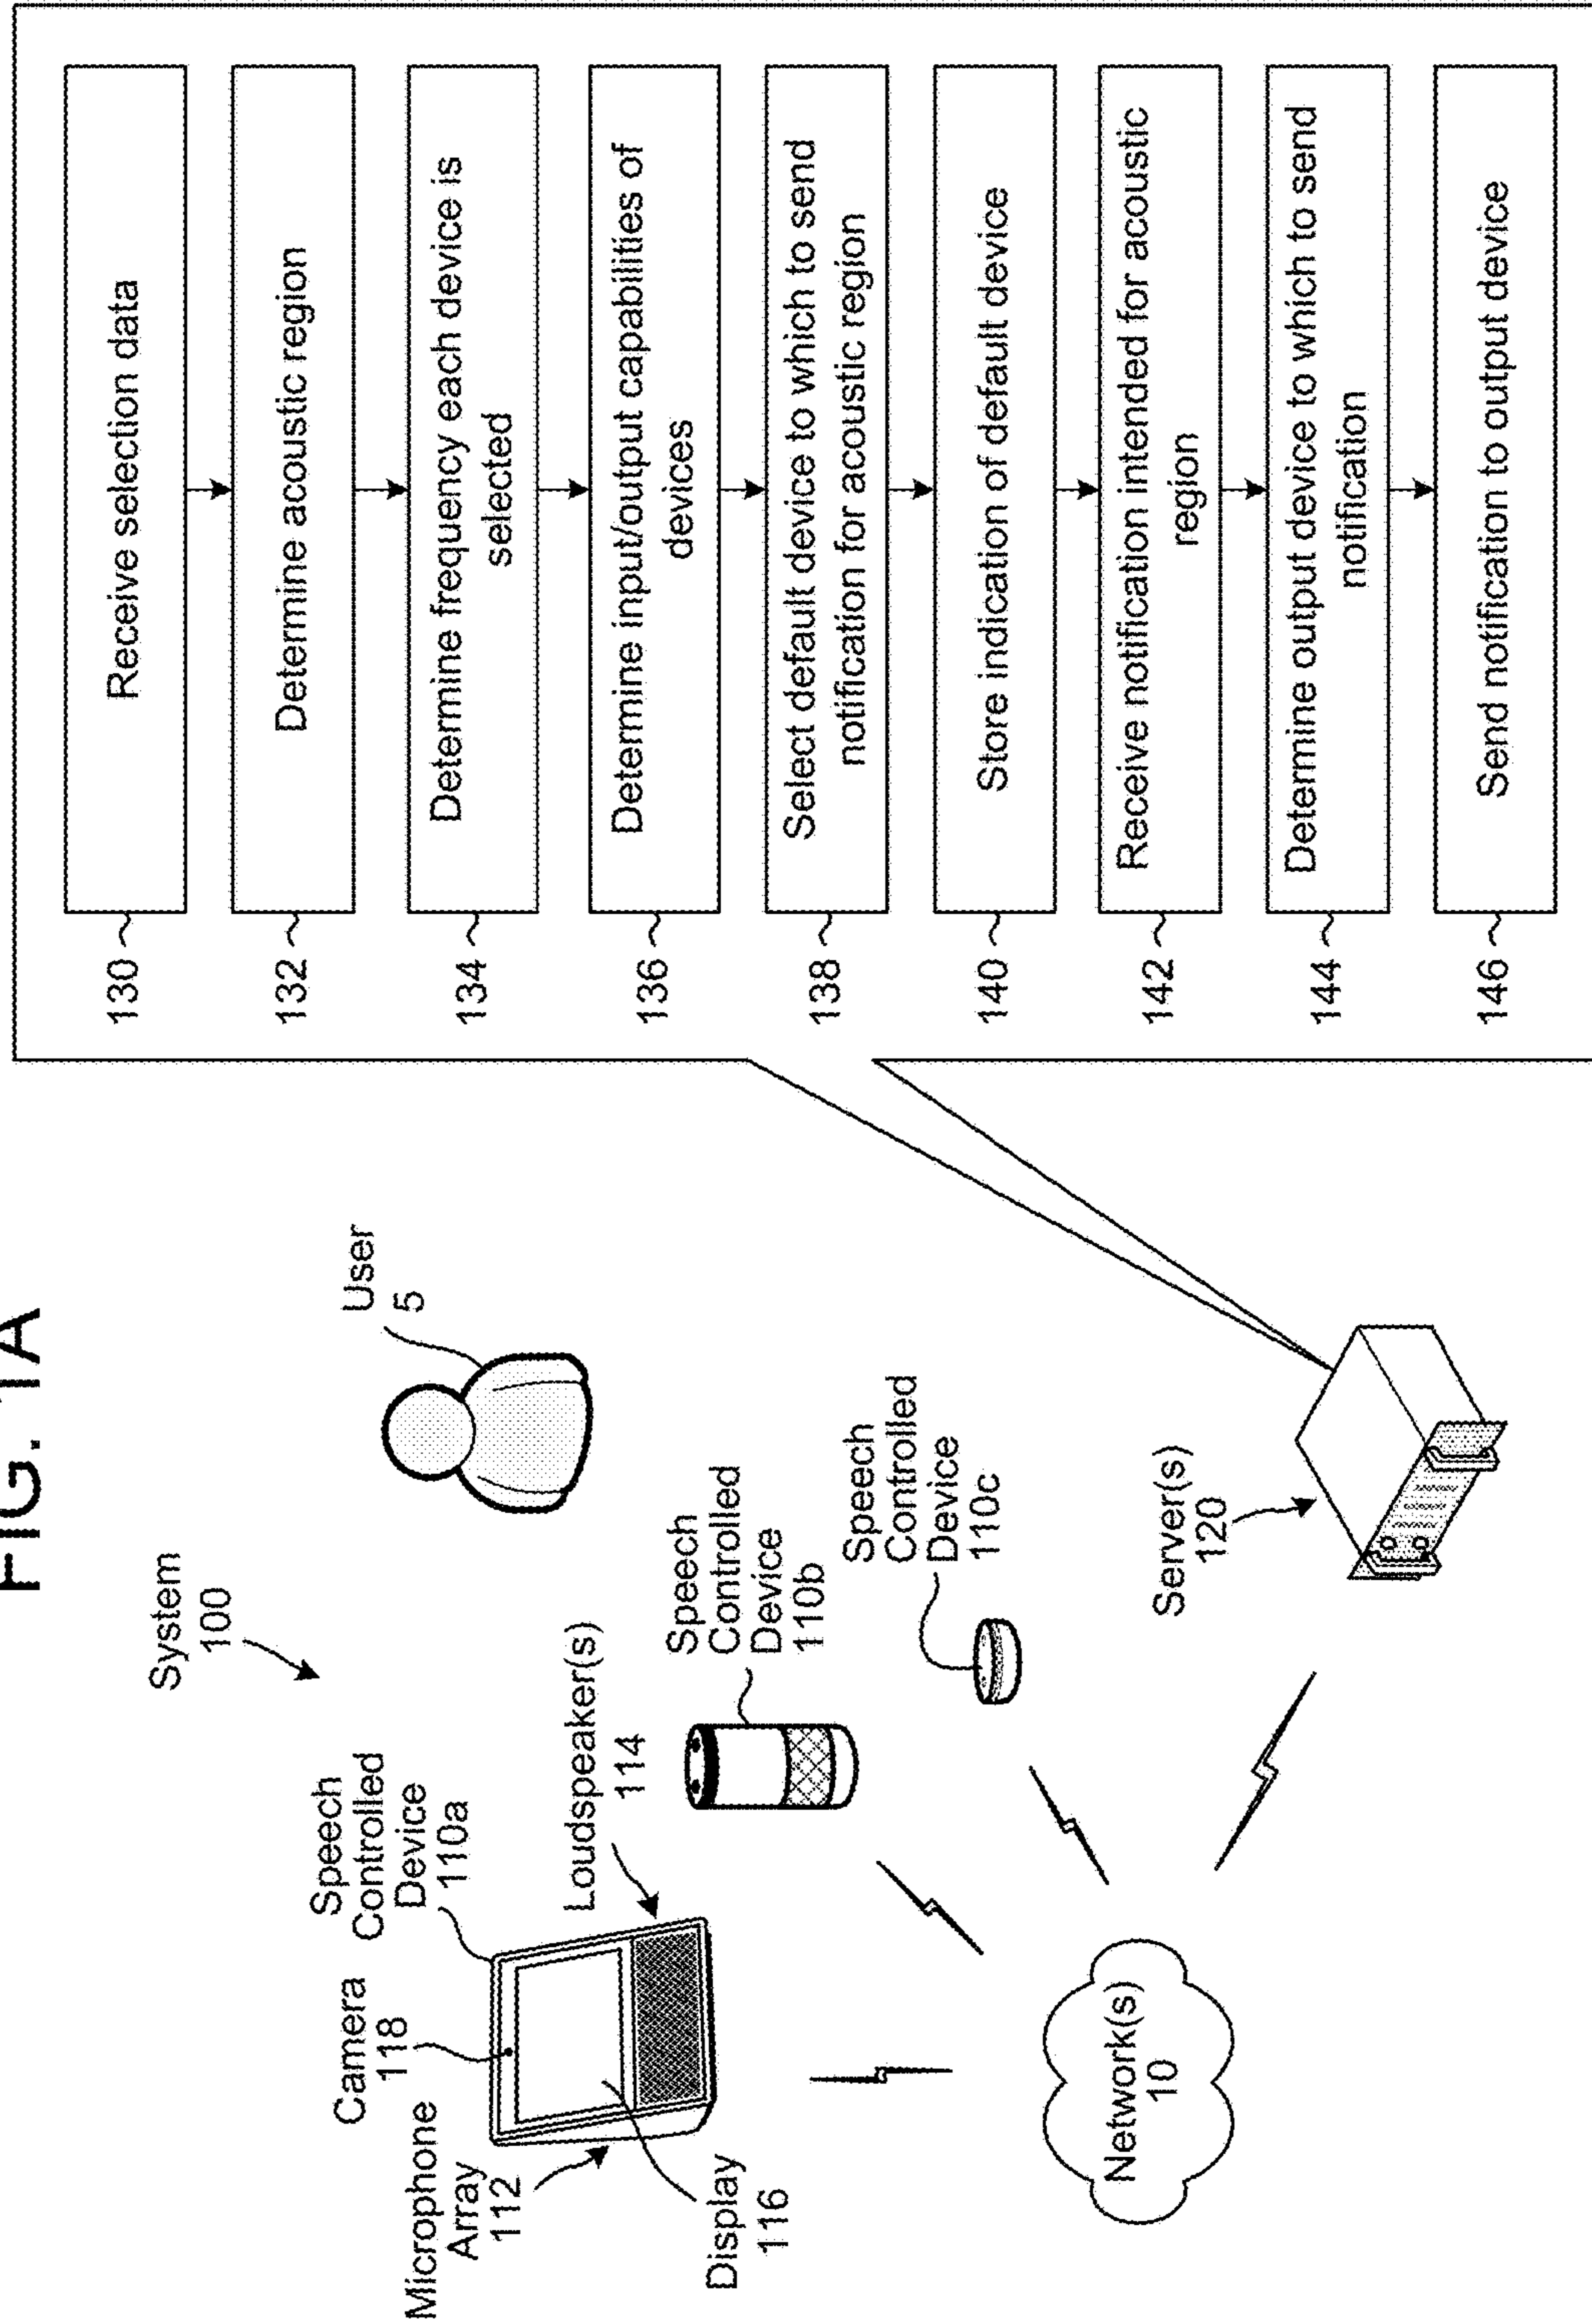 FIG. 1A
System
100
User
5
Camera
118
Speech
Controlled
Device
110a
Microphone
Array
112
Loudspeaker(s)
114
Display
116
Speech
Controlled
Device
110b
Speech
Controlled
Device
110c
Network(s)
10
Server(s)
120
130
Receive selection data
132
Determine acoustic region
134
Determine frequency each device is
selected
136
Determine input/output capabilities of
devices
138
Select default device to which to send
notification for acoustic region
140
Store indication of default device
142
Receive notification intended for acoustic
region
144
Determine output device to which to send
notification
146
Send notification to output device